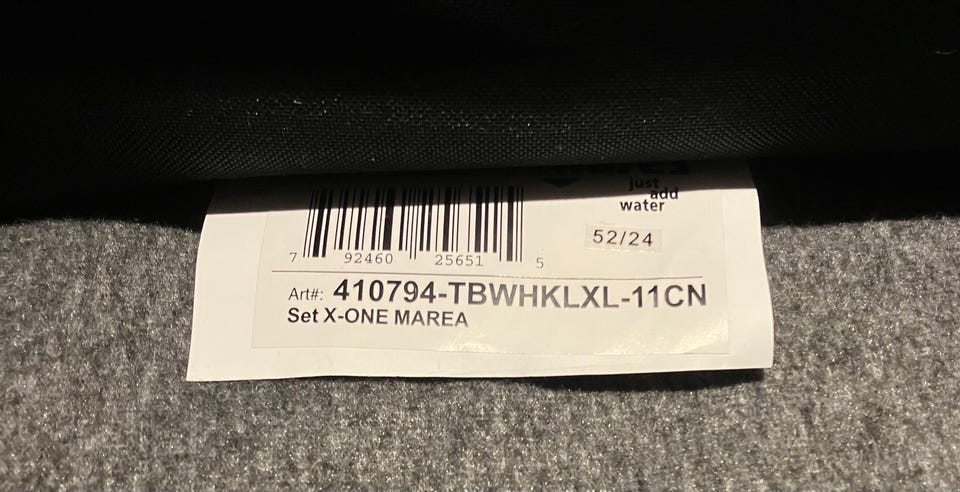 just
add
water
52/24
7 92460 25651 5
Art#: 410794-TBWHKLXL-11CN
Set X-ONE MAREA